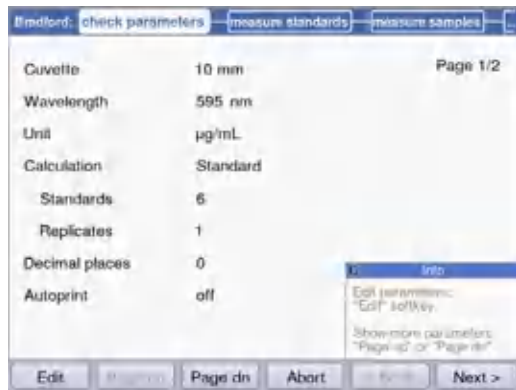 Bradford: check parameters measure standards measure samples
Cuvette 10 mm Page 1/2
Wavelength 595 nm
Unit µg/mL
Calculation Standard
Standards 6
Replicates 1
Decimal places 0
Autoprint off
Info
Edit parameters:
"Edit" softkey.
Show more parameters:
"Page up" or "Page dn".
Edit Page up Page dn Abort Next >